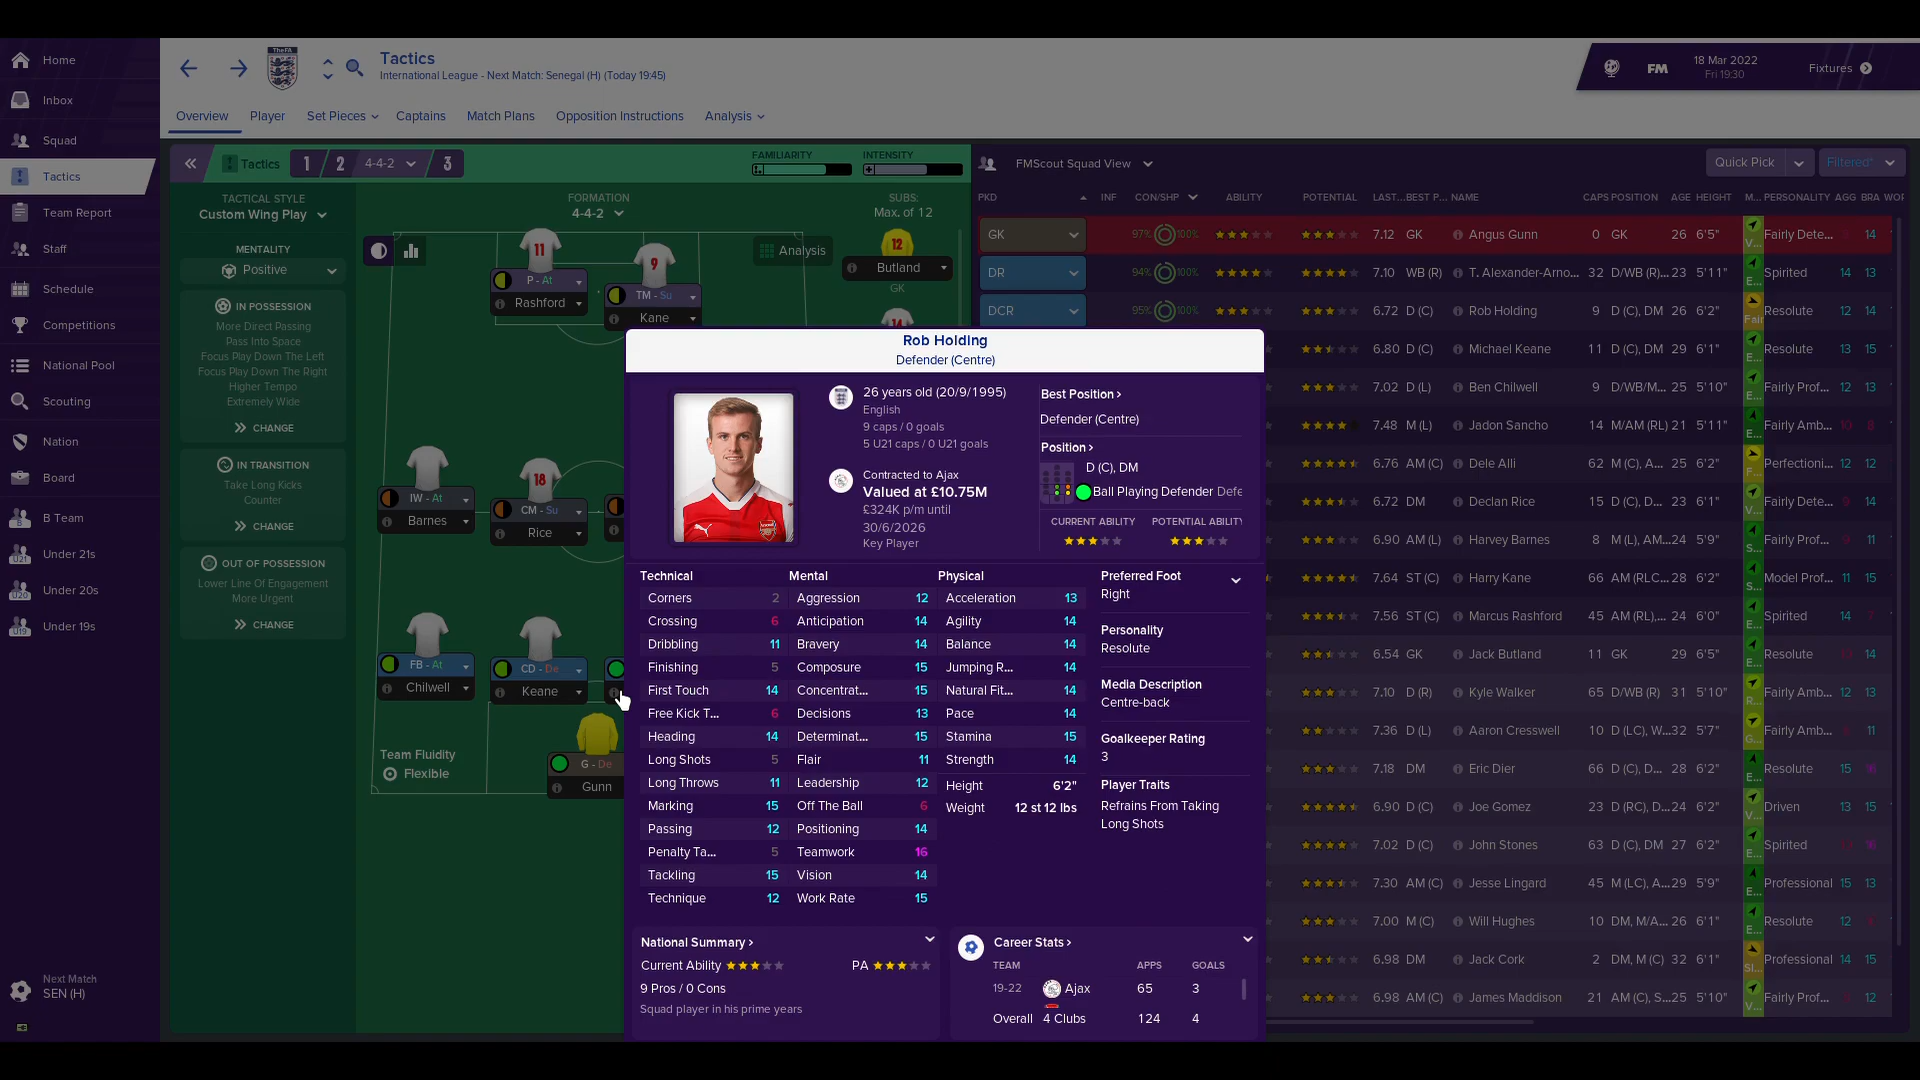 Home
Inbox
Squad
Tactics
Team Report
Staff
Schedule
Competitions
National Pool
Scouting
Nation
Board
B Team
Under 21s
Under 20s
Under 19s
Next Match
SEN (H)
Tactics
International League - Next Match: Senegal (H) (Today 19:45)
FM
18 Mar 2022
Fri 19:30
Fixtures
Overview Player Set Pieces Captains Match Plans Opposition Instructions Analysis
Tactics 1 2 4-4-2 3
FAMILIARITY INTENSITY
TACTICAL STYLE
Custom Wing Play
MENTALITY
Positive
IN POSSESSION
More Direct Passing
Pass Into Space
Focus Play Down The Left
Focus Play Down The Right
Higher Tempo
Extremely Wide
CHANGE
IN TRANSITION
Take Long Kicks
Counter
CHANGE
OUT OF POSSESSION
Lower Line Of Engagement
More Urgent
CHANGE
FORMATION
4-4-2
SUBS:
Max. of 12
Analysis
12
Butland
GK
14
11
P - At
Rashford
9
TM - Su
Kane
IW - At
Barnes
18
CM - Su
Rice
FB - At
Chilwell
CD - De
Keane
G - De
Gunn
Team Fluidity
Flexible
FMScout Squad View
Quick Pick
Filtered*
PKD INF CON/SHP ABILITY POTENTIAL LAST... BEST P... NAME CAPS POSITION AGE HEIGHT M... PERSONALITY AGG BRA WOR
GK 97% 100% 7.12 GK Angus Gunn 0 GK 26 6'5" V... Fairly Dete... 14
DR 94% 100% 7.10 WB (R) T. Alexander-Arno... 32 D/WB (R)... 23 5'11" E... Spirited 14 13
DCR 95% 100% 6.72 D (C) Rob Holding 9 D (C), DM 26 6'2" Fair Resolute 12 14
6.80 D (C) Michael Keane 11 D (C), DM 29 6'1" E... Resolute 13 15
7.02 D (L) Ben Chilwell 9 D/WB/M... 25 5'10" E... Fairly Prof... 12 13
7.48 M (L) Jadon Sancho 14 M/AM (RL) 21 5'11" E... Fairly Amb... 10 8
6.76 AM (C) Dele Alli 62 M (C), A... 25 6'2" F... Perfectioni... 12 12
6.72 DM Declan Rice 15 D (C), D... 23 6'1" V... Fairly Dete... 9 14
6.90 AM (L) Harvey Barnes 8 M (L), AM... 24 5'9" S... Fairly Prof... 9 11
7.64 ST (C) Harry Kane 66 AM (RLC... 28 6'2" S... Model Prof... 11 15
7.56 ST (C) Marcus Rashford 45 AM (RL),... 24 6'0" E... Spirited 14 7
6.54 GK Jack Butland 11 GK 29 6'5" E... Resolute 10 14
7.10 D (R) Kyle Walker 65 D/WB (R) 31 5'10" R... Fairly Amb... 12 13
7.36 D (L) Aaron Cresswell 10 D (LC), W... 32 5'7" G... Fairly Amb... 11
7.18 DM Eric Dier 66 D (C), D... 28 6'2" E... Resolute 15 16
6.90 D (C) Joe Gomez 23 D (RC), D... 24 6'2" V... Driven 13 15
7.02 D (C) John Stones 63 D (C), DM 27 6'2" E... Spirited 16
7.30 AM (C) Jesse Lingard 45 M (LC), A... 29 5'9" E... Professional 15 13
7.00 M (C) Will Hughes 10 DM, M/A... 26 6'1" E... Resolute 12
6.98 DM Jack Cork 2 DM, M (C) 32 6'1" Sl... Professional 14 15
6.98 AM (C) James Maddison 21 AM (C), S... 25 5'10" V... Fairly Prof... 12
Rob Holding
Defender (Centre)
26 years old (20/9/1995)
English
9 caps / 0 goals
5 U21 caps / 0 U21 goals
Contracted to Ajax
Valued at £10.75M
£324K p/m until
30/6/2026
Key Player
Best Position >
Defender (Centre)
Position >
D (C), DM
Ball Playing Defender Defe
CURRENT ABILITY POTENTIAL ABILITY
Technical Mental Physical
Corners 2 Aggression 12 Acceleration 13
Crossing 6 Anticipation 14 Agility 14
Dribbling 11 Bravery 14 Balance 14
Finishing 5 Composure 15 Jumping R... 14
First Touch 14 Concentrat... 15 Natural Fit... 14
Free Kick T... 6 Decisions 13 Pace 14
Heading 14 Determinat... 15 Stamina 15
Long Shots 5 Flair 11 Strength 14
Long Throws 11 Leadership 12 Height 6'2"
Marking 15 Off The Ball 6 Weight 12 st 12 lbs
Passing 12 Positioning 14
Penalty Ta... 5 Teamwork 16
Tackling 15 Vision 14
Technique 12 Work Rate 15
Preferred Foot
Right
Personality
Resolute
Media Description
Centre-back
Goalkeeper Rating
3
Player Traits
Refrains From Taking
Long Shots
National Summary >
Current Ability PA
9 Pros / 0 Cons
Squad player in his prime years
Career Stats >
TEAM APPS GOALS
19-22 Ajax 65 3
Overall 4 Clubs 124 4